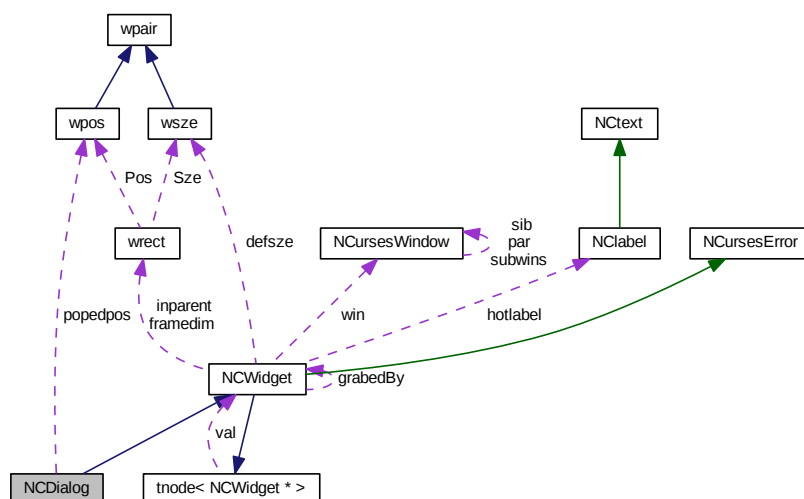 wpair
wpos
wsze
NCtext
Pos
Sze
wrect
defsze
NCursesWindow
sib
par
subwins
NClabel
NCursesError
popedpos
inparent
framedim
win
hotlabel
NCWidget
grabedBy
val
NCDialog
tnode< NCWidget * >